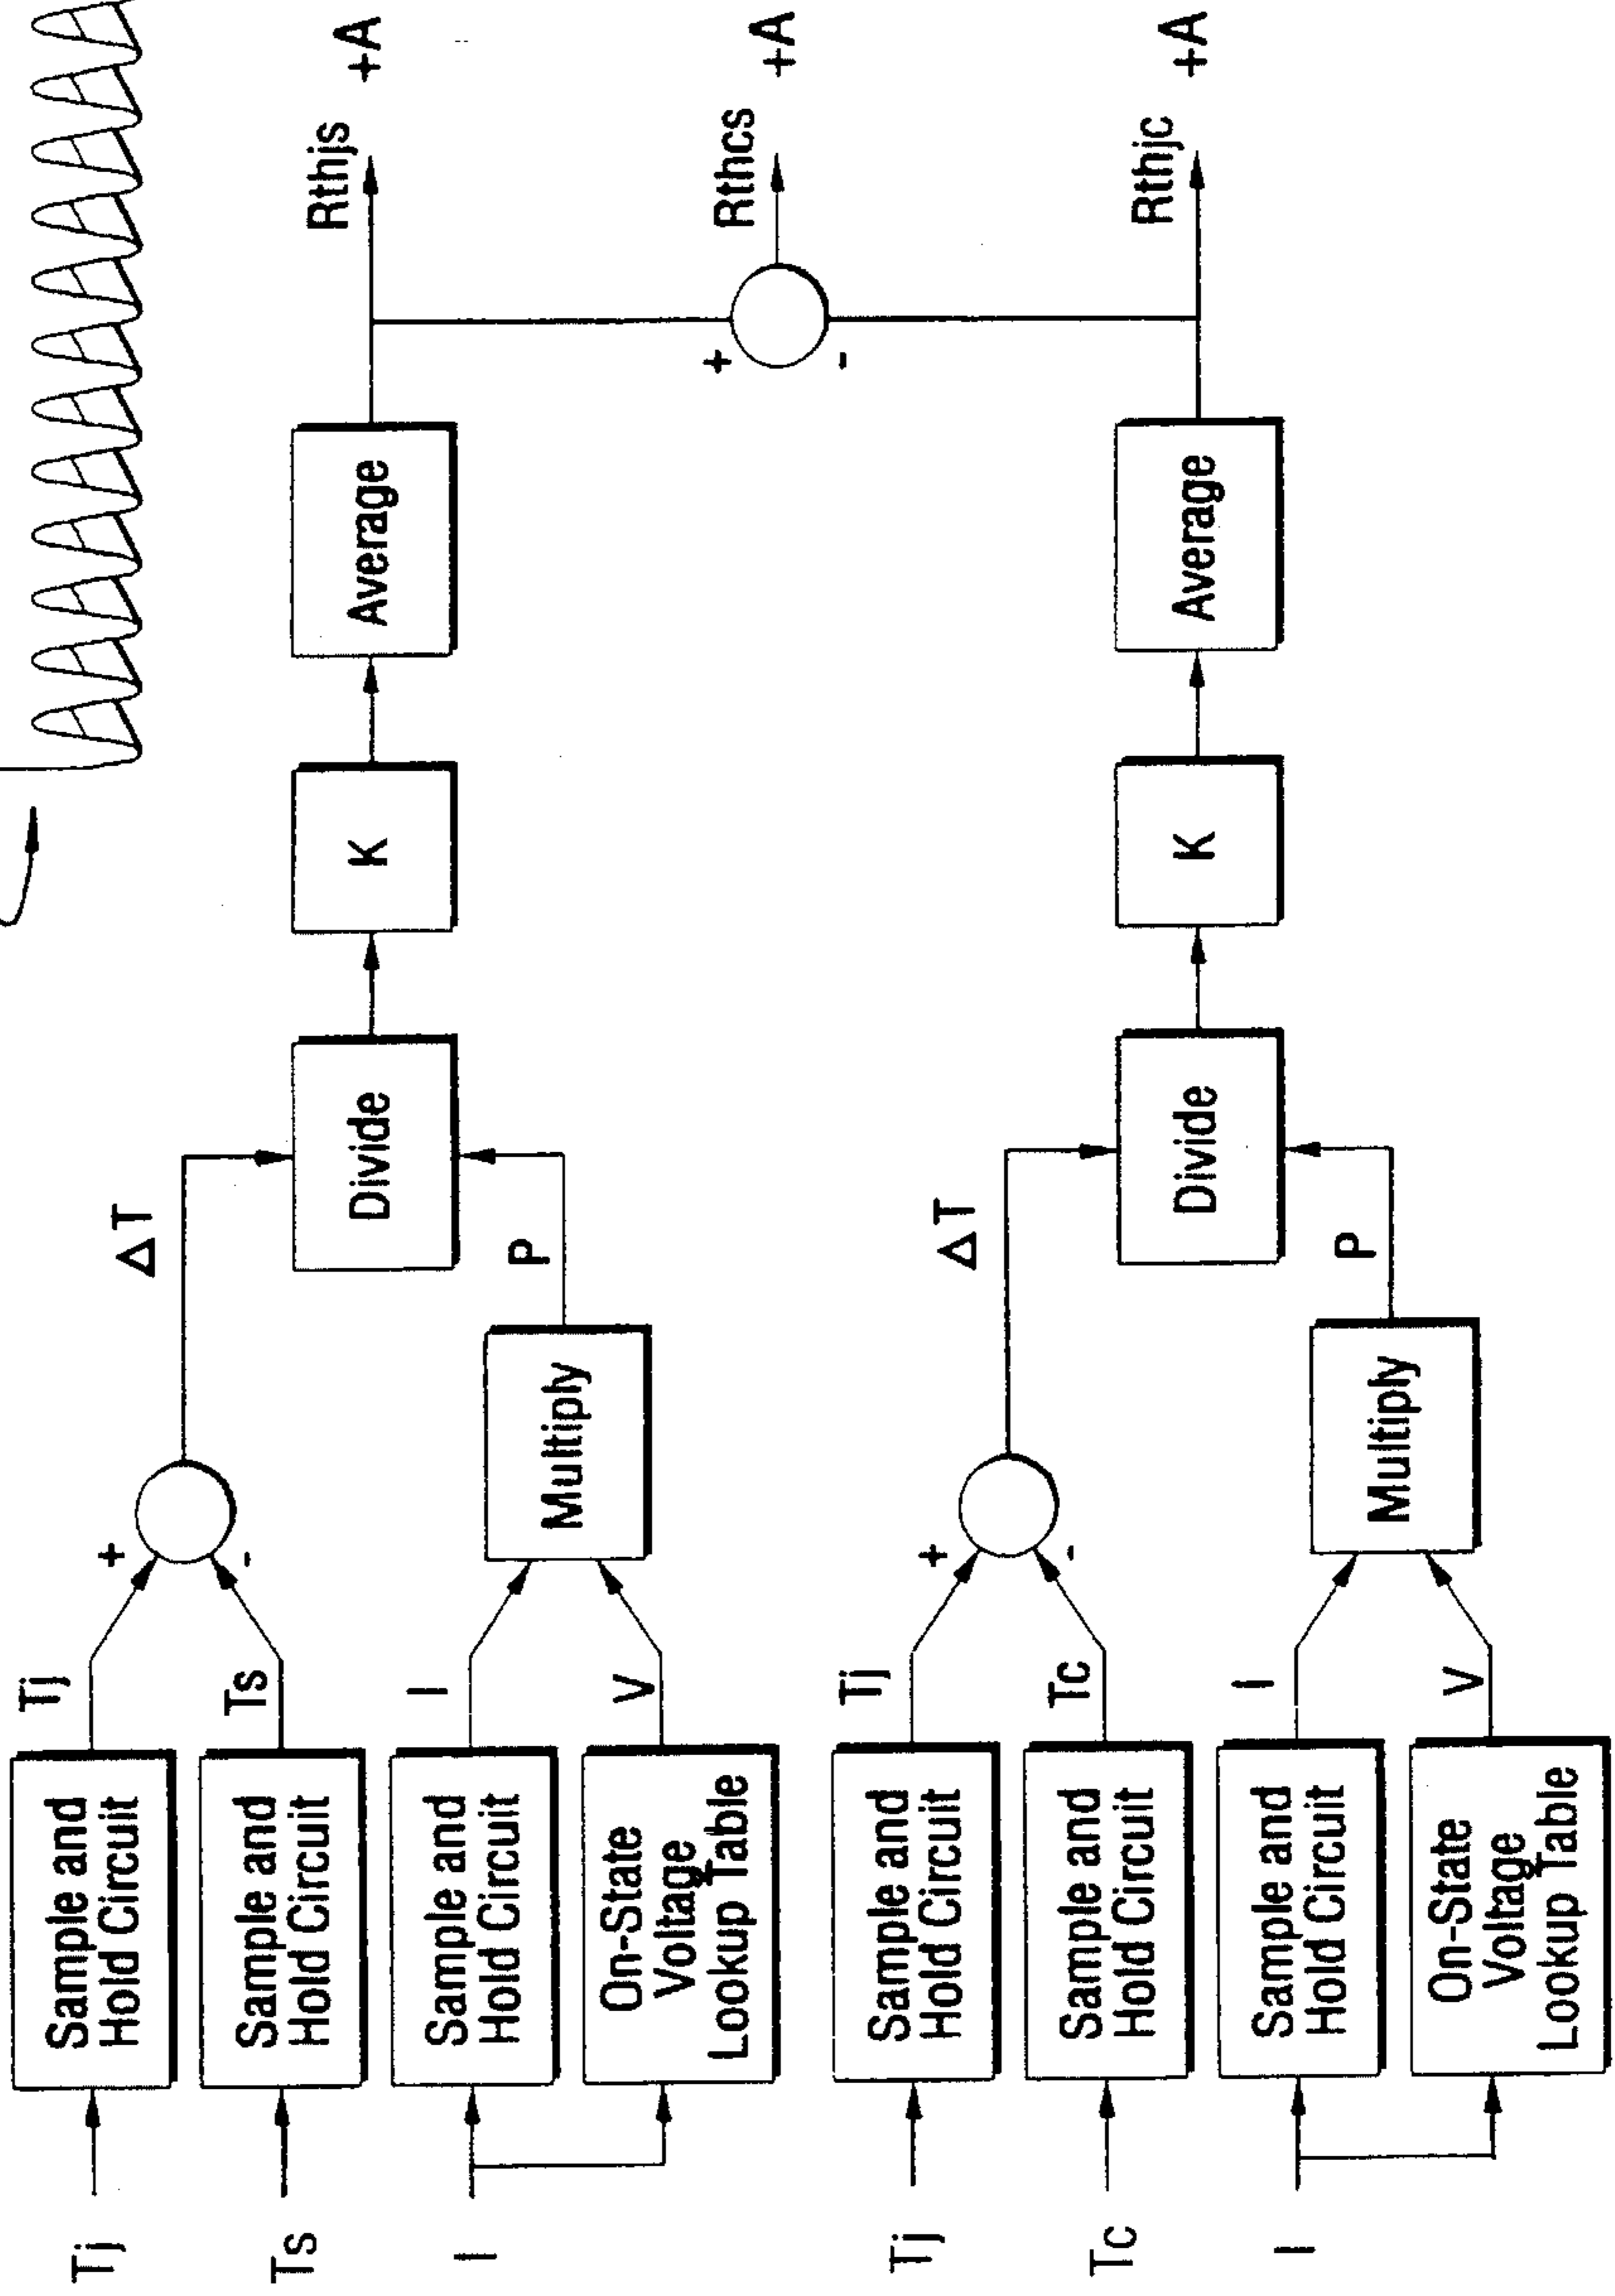 Tj
Sample and
Hold Circuit
Tj
+
Ts
Sample and
Hold Circuit
Ts
-
ΔT
I
Sample and
Hold Circuit
I
On-State
Voltage
Lookup Table
V
Multiply
P
Divide
K
Average
Rthjs +A
+
-
Rthcs +A
Tj
Sample and
Hold Circuit
Tj
+
Tc
Sample and
Hold Circuit
Tc
-
ΔT
I
Sample and
Hold Circuit
I
On-State
Voltage
Lookup Table
V
Multiply
P
Divide
K
Average
Rthjc +A